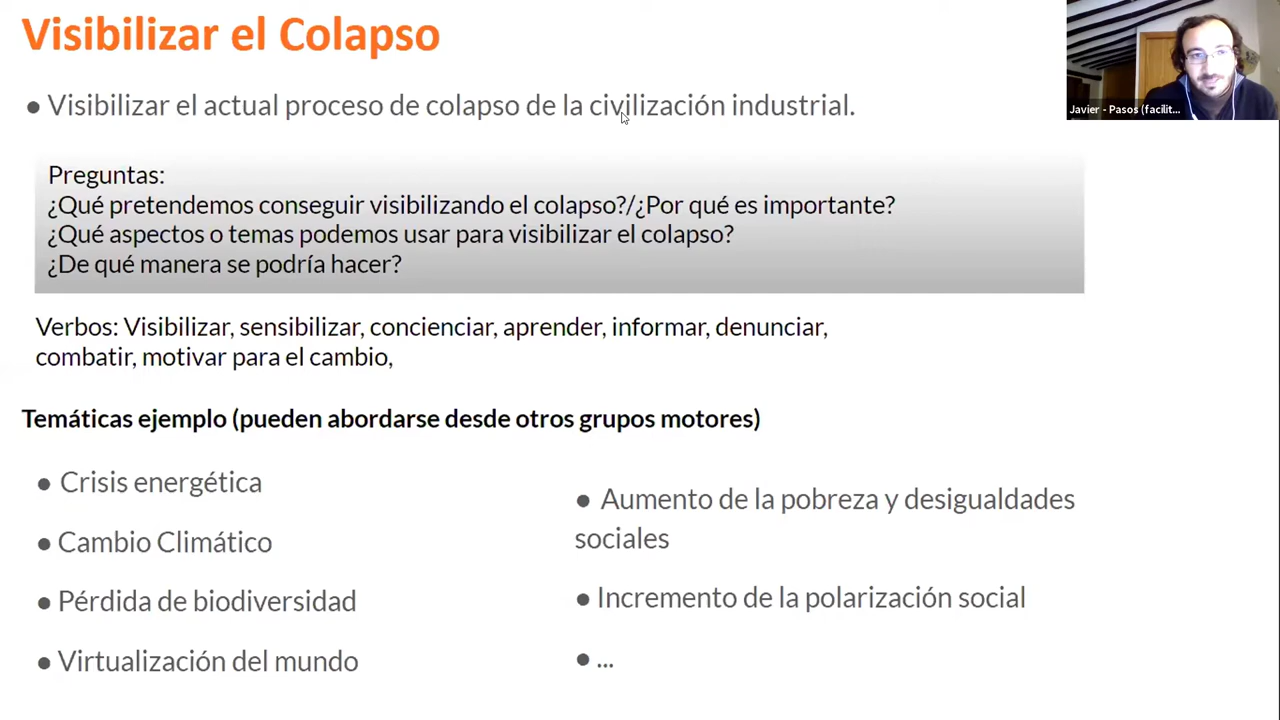 Visibilizar el Colapso
● Visibilizar el actual proceso de colapso de la civilización industrial.
Javier - Pasos (facilit...
Preguntas:
¿Qué pretendemos conseguir visibilizando el colapso?/¿Por qué es importante?
¿Qué aspectos o temas podemos usar para visibilizar el colapso?
¿De qué manera se podría hacer?
Verbos: Visibilizar, sensibilizar, concienciar, aprender, informar, denunciar,
combatir, motivar para el cambio,
Temáticas ejemplo (pueden abordarse desde otros grupos motores)
● Crisis energética
● Cambio Climático
● Pérdida de biodiversidad
● Virtualización del mundo
● Aumento de la pobreza y desigualdades
sociales
● Incremento de la polarización social
● ...